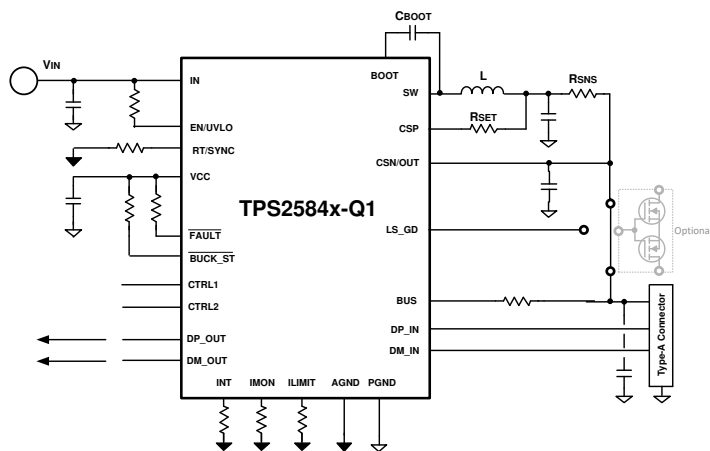 CBOOT
VIN
BOOT
IN
SW
L
RSNS
EN/UVLO
CSP
RSET
RT/SYNC
CSN/OUT
VCC
TPS2584x-Q1
LS_GD
Optiona
FAULT
BUCK_ST
CTRL1
CTRL2
BUS
DP_OUT
DP_IN
DM_OUT
DM_IN
Type-A Connector
INT IMON ILIMIT AGND PGND